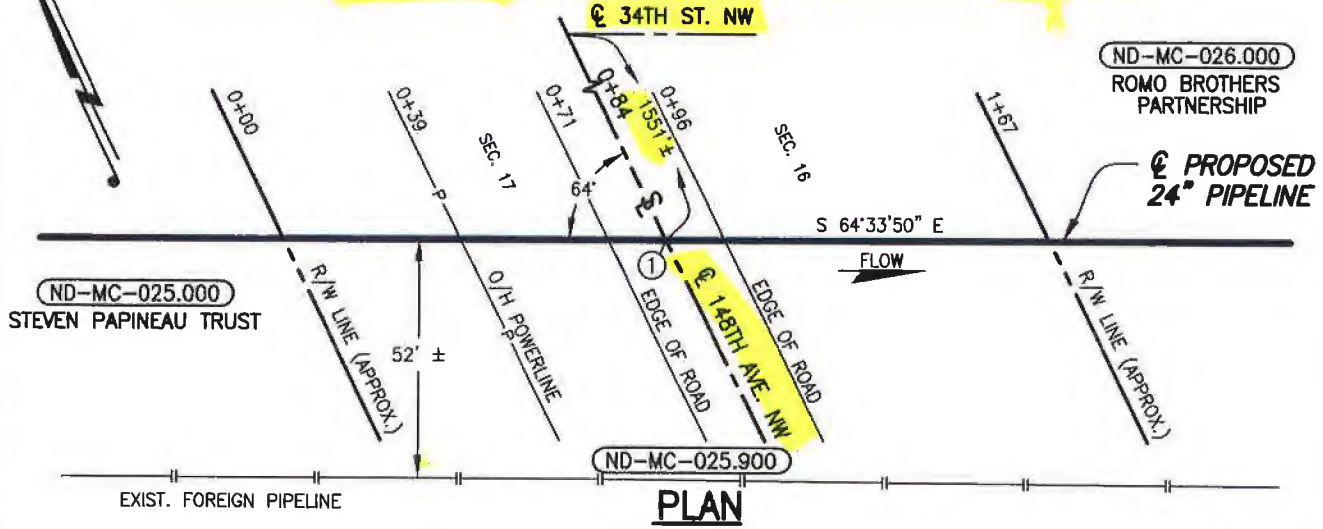 ℄ 34TH ST. NW
ND-MC-026.000
ROMO BROTHERS
PARTNERSHIP
0+00
0+39
0+71
0+84
1551'±
0+96
1+67
SEC. 17
SEC. 16
P
64°
℄ PROPOSED
24" PIPELINE
S 64°33'50" E
FLOW
1
ND-MC-025.000
STEVEN PAPINEAU TRUST
52' ±
R/W LINE (APPROX.)
O/H POWERLINE
P
EDGE OF ROAD
℄ 148TH AVE. NW
EDGE OF ROAD
R/W LINE (APPROX.)
ND-MC-025.900
EXIST. FOREIGN PIPELINE
PLAN